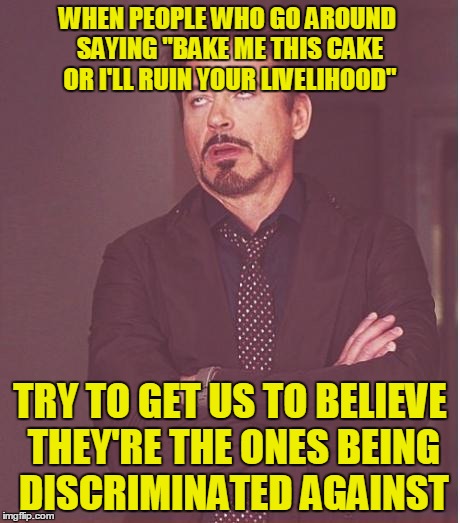 WHEN PEOPLE WHO GO AROUND
SAYING "BAKE ME THIS CAKE
OR I'LL RUIN YOUR LIVELIHOOD"
TRY TO GET US TO BELIEVE
THEY'RE THE ONES BEING
DISCRIMINATED AGAINST
imgflip.com